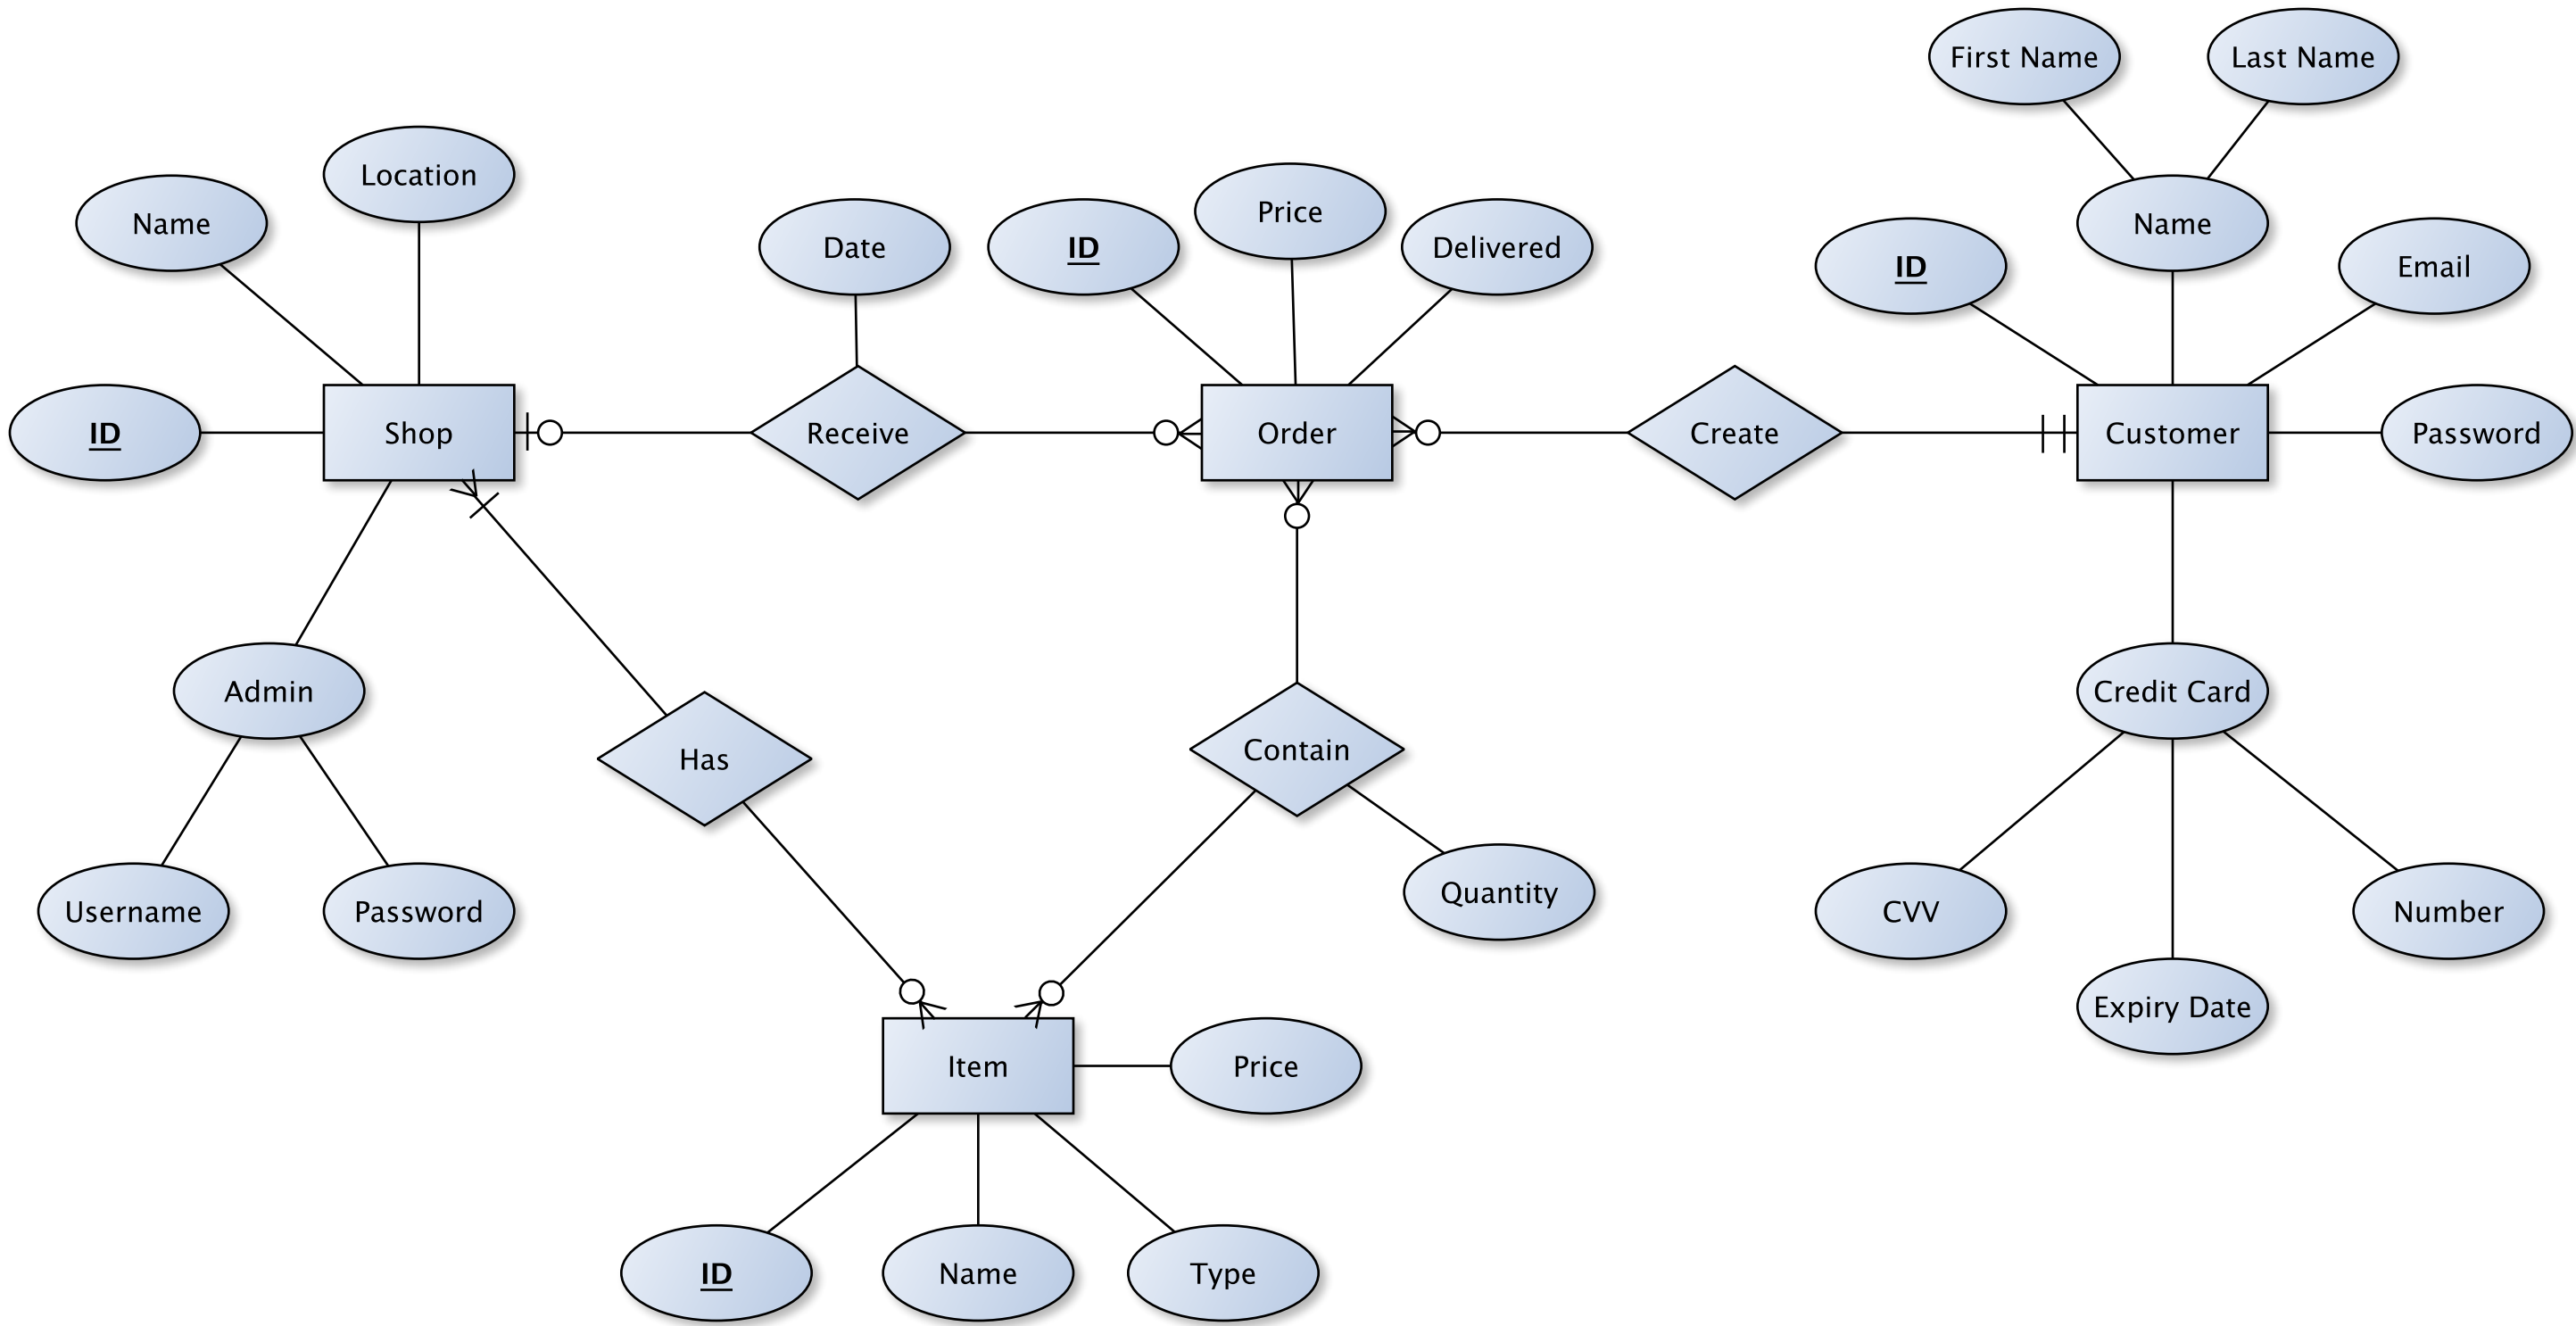 First Name
Last Name
Location
Name
Date
ID
Price
Delivered
ID
Name
Email
ID
Shop
Receive
Order
Create
Customer
Password
Admin
Has
Contain
Credit Card
Username
Password
Quantity
CVV
Number
Expiry Date
Item
Price
ID
Name
Type